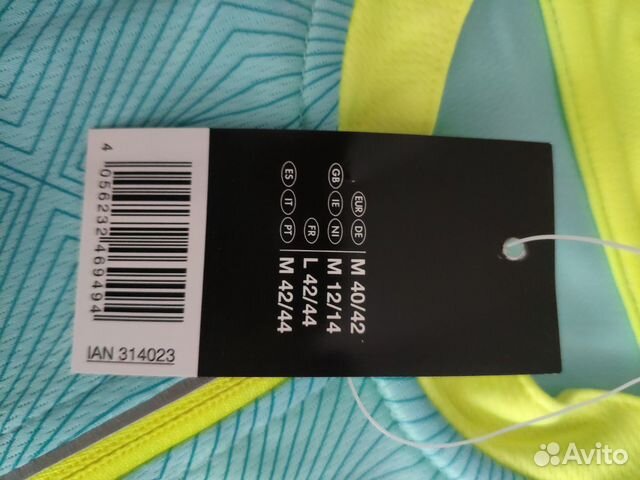 EUR DE M 40/42
GB IE NI M 12/14
FR L 42/44
ES IT PT M 42/44
4 056232 469494
IAN 314023
Avito